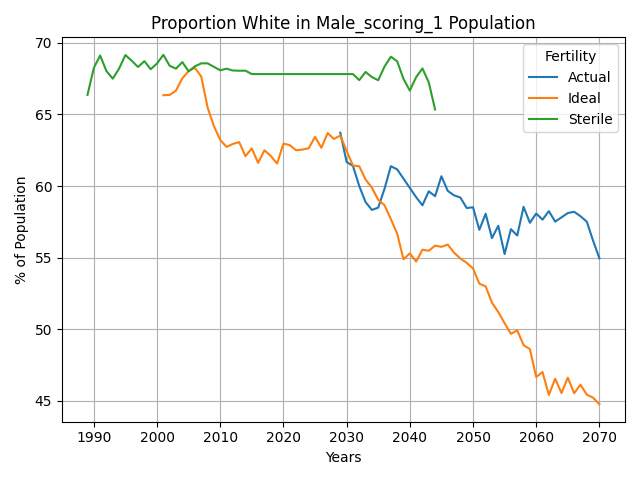 Proportion White in Male_scoring_1 Population
% of Population
70
65
60
55
50
45
Fertility
Actual
Ideal
Sterile
1990 2000 2010 2020 2030 2040 2050 2060 2070
Years